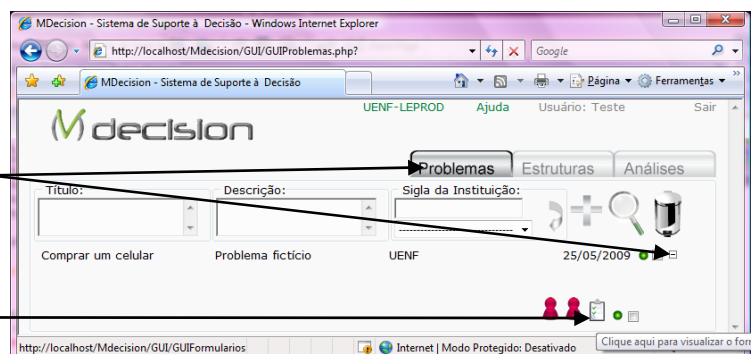 MDecision - Sistema de Suporte à Decisão - Windows Internet Explorer
http://localhost/Mdecision/GUI/GUIProblemas.php?
Google
MDecision - Sistema de Suporte à Decisão
Página
Ferramentas
UENF-LEPROD Ajuda Usuário: Teste Sair
Mdecision
Problemas Estruturas Análises
Título: Descrição: Sigla da Instituição:
Comprar um celular Problema fictício UENF 25/05/2009
Clique aqui para visualizar o for
http://localhost/Mdecision/GUI/GUIFormularios
Internet | Modo Protegido: Desativado